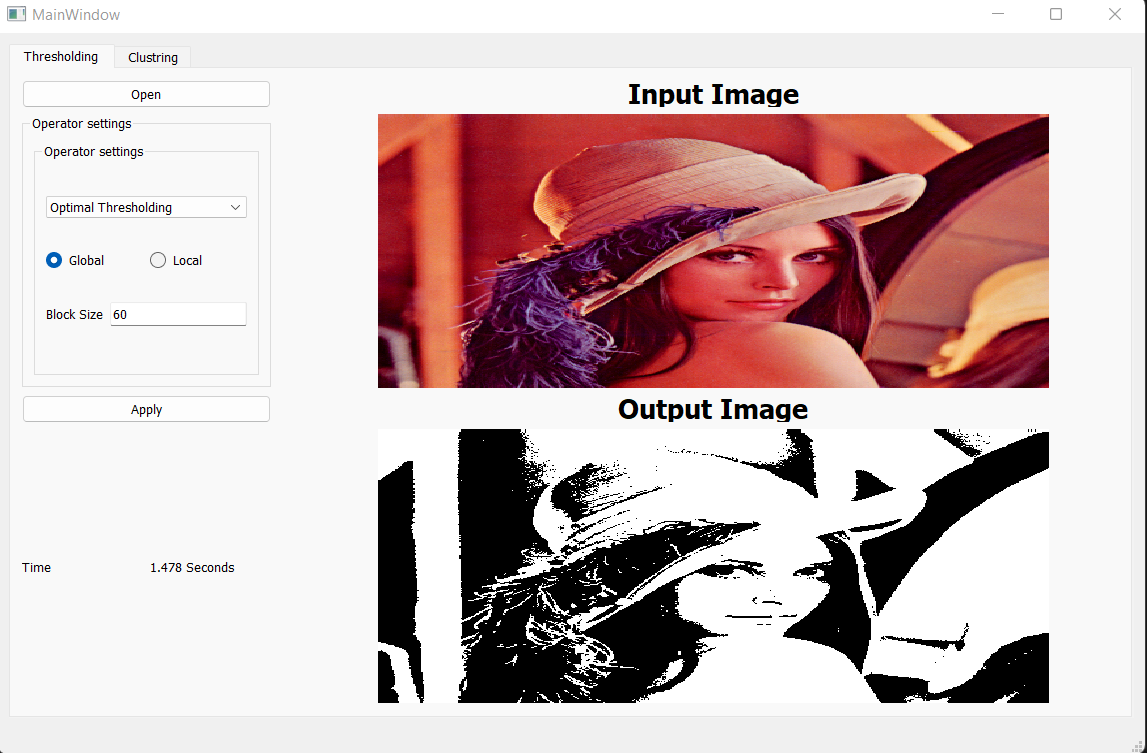 MainWindow
Thresholding Clustring
Open
Operator settings
Operator settings
Optimal Thresholding
Global Local
Block Size 60
Apply
Time 1.478 Seconds
Input Image
Output Image